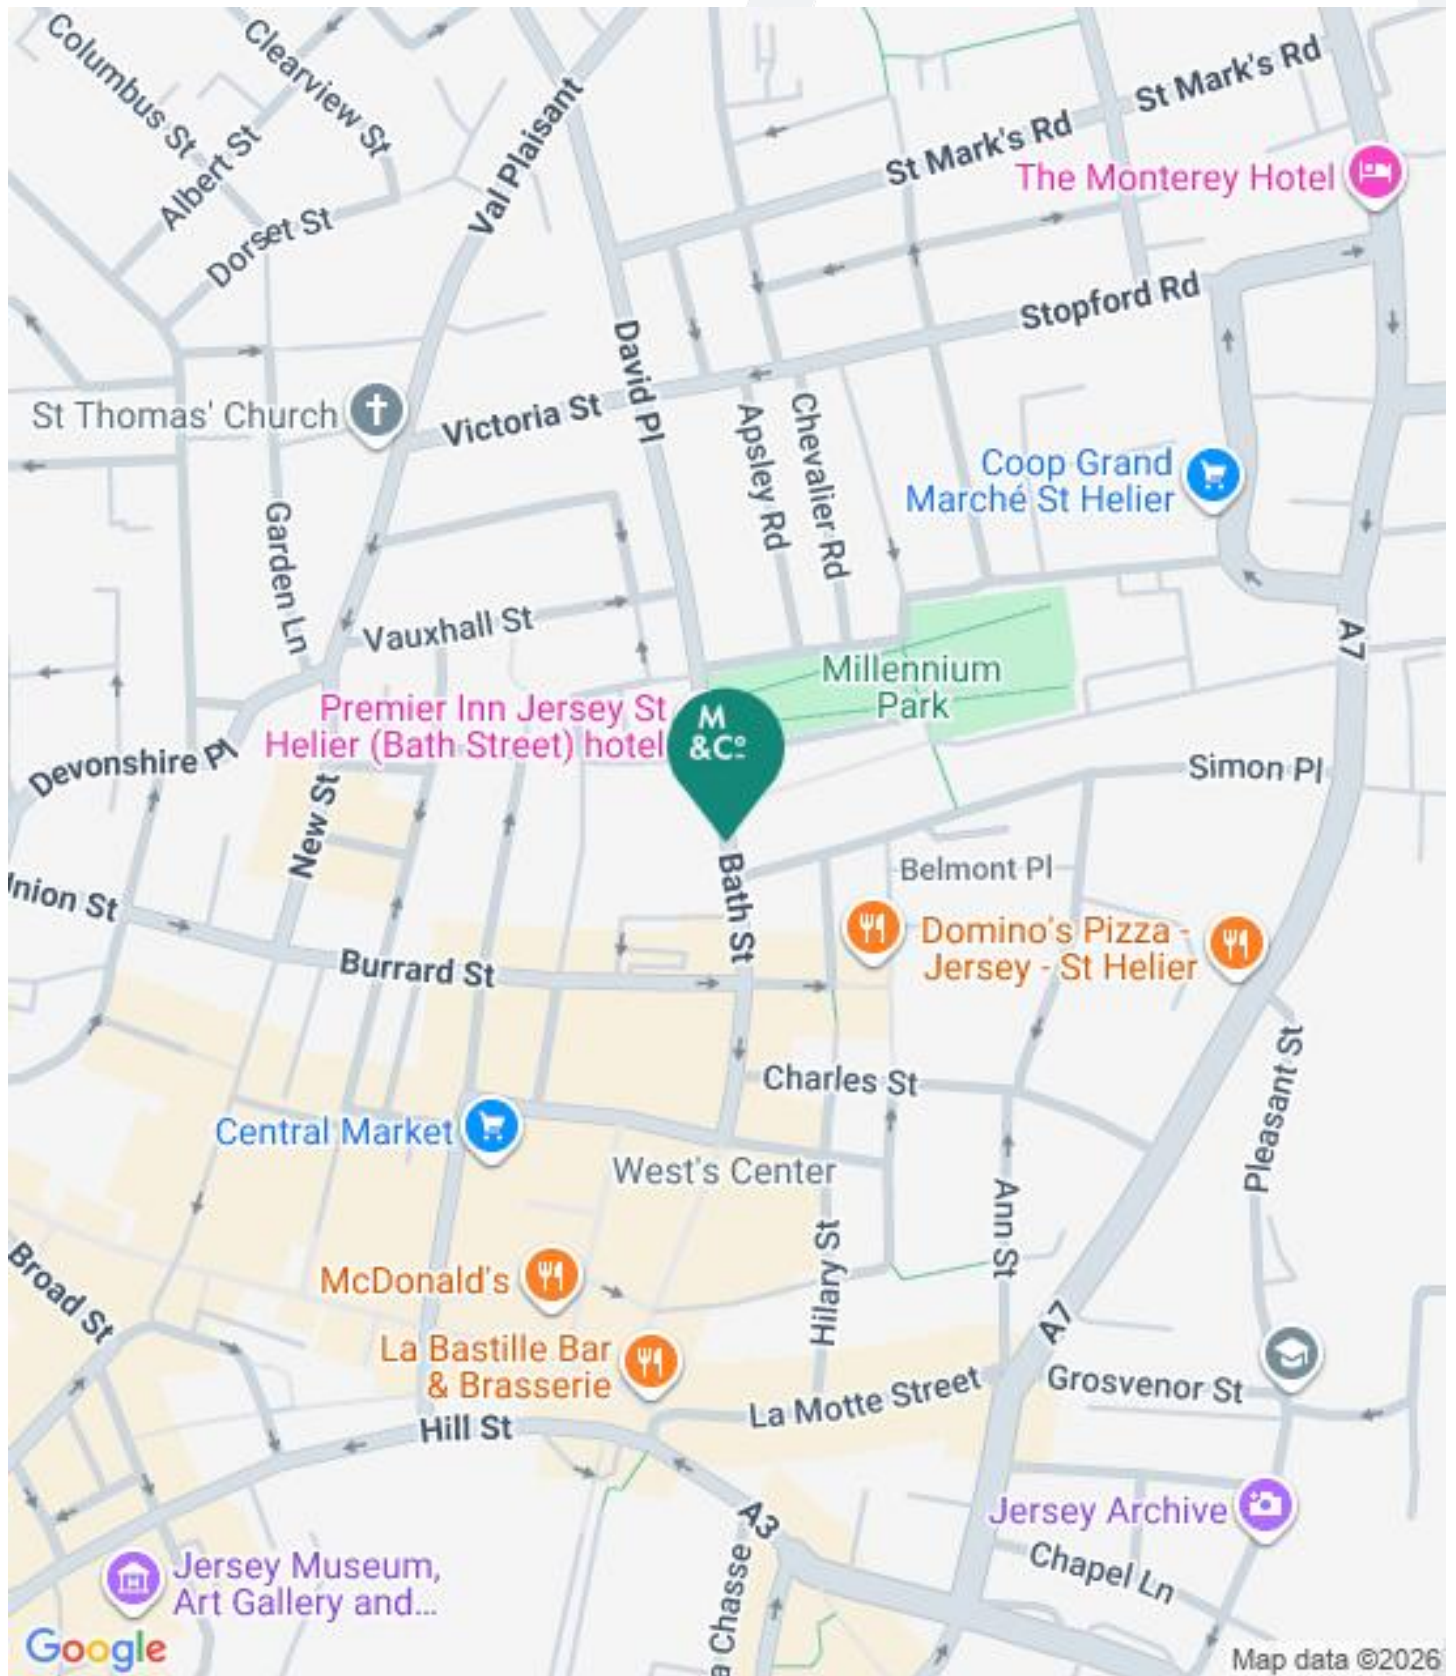 Columbus St
Clearview St
Albert St
Dorset St
Val Plaisant
St Mark's Rd
St Mark's Rd
The Monterey Hotel
Stopford Rd
David Pl
St Thomas' Church
Victoria St
Apsley Rd
Chevalier Rd
Coop Grand
Marché St Helier
Garden Ln
Vauxhall St
A7
Millennium
Park
Premier Inn Jersey St
Helier (Bath Street) hotel
M
&Cº
Devonshire Pl
New St
Simon Pl
Bath St
Belmont Pl
St
Domino's Pizza -
Jersey - St Helier
Burrard St
Charles St
Pleasant St
Central Market
West's Center
Ann St
Hilary St
Broad St
McDonald's
La Bastille Bar
& Brasserie
A7
La Motte Street
Grosvenor St
Hill St
Jersey Archive
A3
Chapel Ln
Chasse
Jersey Museum,
Art Gallery and...
Google
Map data ©2026